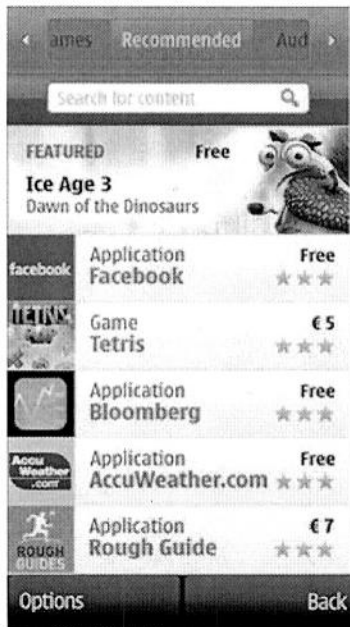 ames Recommended Aud
Search for content
FEATURED Free
Ice Age 3
Dawn of the Dinosaurs
facebook
Application Free
Facebook
TETRIS
Game € 5
Tetris
Application Free
Bloomberg
Accu
Weather
.com
Application Free
AccuWeather.com
ROUGH
GUIDES
Application € 7
Rough Guide
Options Back